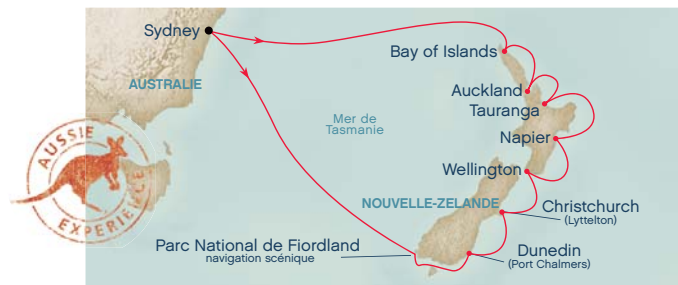 Sydney
Bay of Islands
AUSTRALIE
Auckland
Tauranga
Mer de
Tasmanie
Napier
AUSSIE
EXPERIENCE
Wellington
NOUVELLE-ZELANDE
Christchurch
(Lyttelton)
Parc National de Fiordland
navigation scénique
Dunedin
(Port Chalmers)